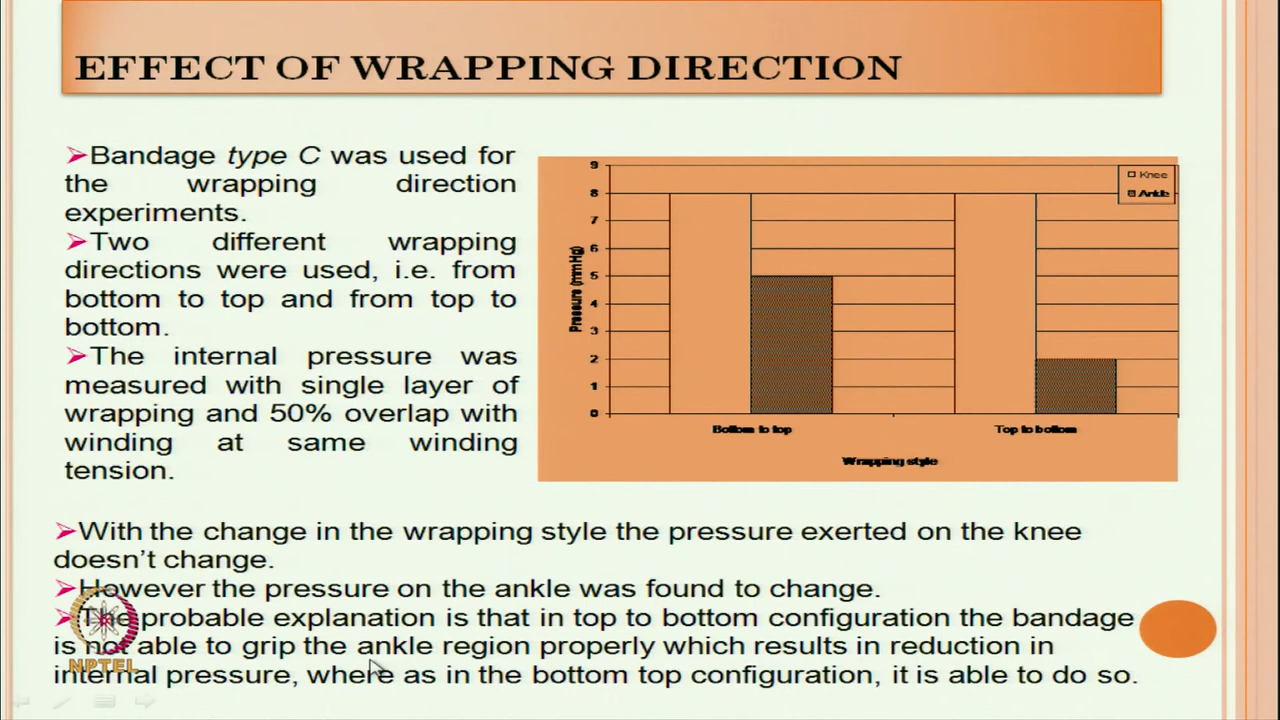 EFFECT OF WRAPPING DIRECTION
➢Bandage type C was used for
the wrapping direction
experiments.
➢Two different wrapping
directions were used, i.e. from
bottom to top and from top to
bottom.
➢The internal pressure was
measured with single layer of
wrapping and 50% overlap with
winding at same winding
tension.
9
8
7
6
5
4
3
2
1
0
Pressure (mm Hg)
Knee
Ankle
Bottom to top
Top to bottom
Wrapping style
➢With the change in the wrapping style the pressure exerted on the knee
doesn't change.
➢However the pressure on the ankle was found to change.
➢The probable explanation is that in top to bottom configuration the bandage
is not able to grip the ankle region properly which results in reduction in
internal pressure, where as in the bottom top configuration, it is able to do so.
NPTEL